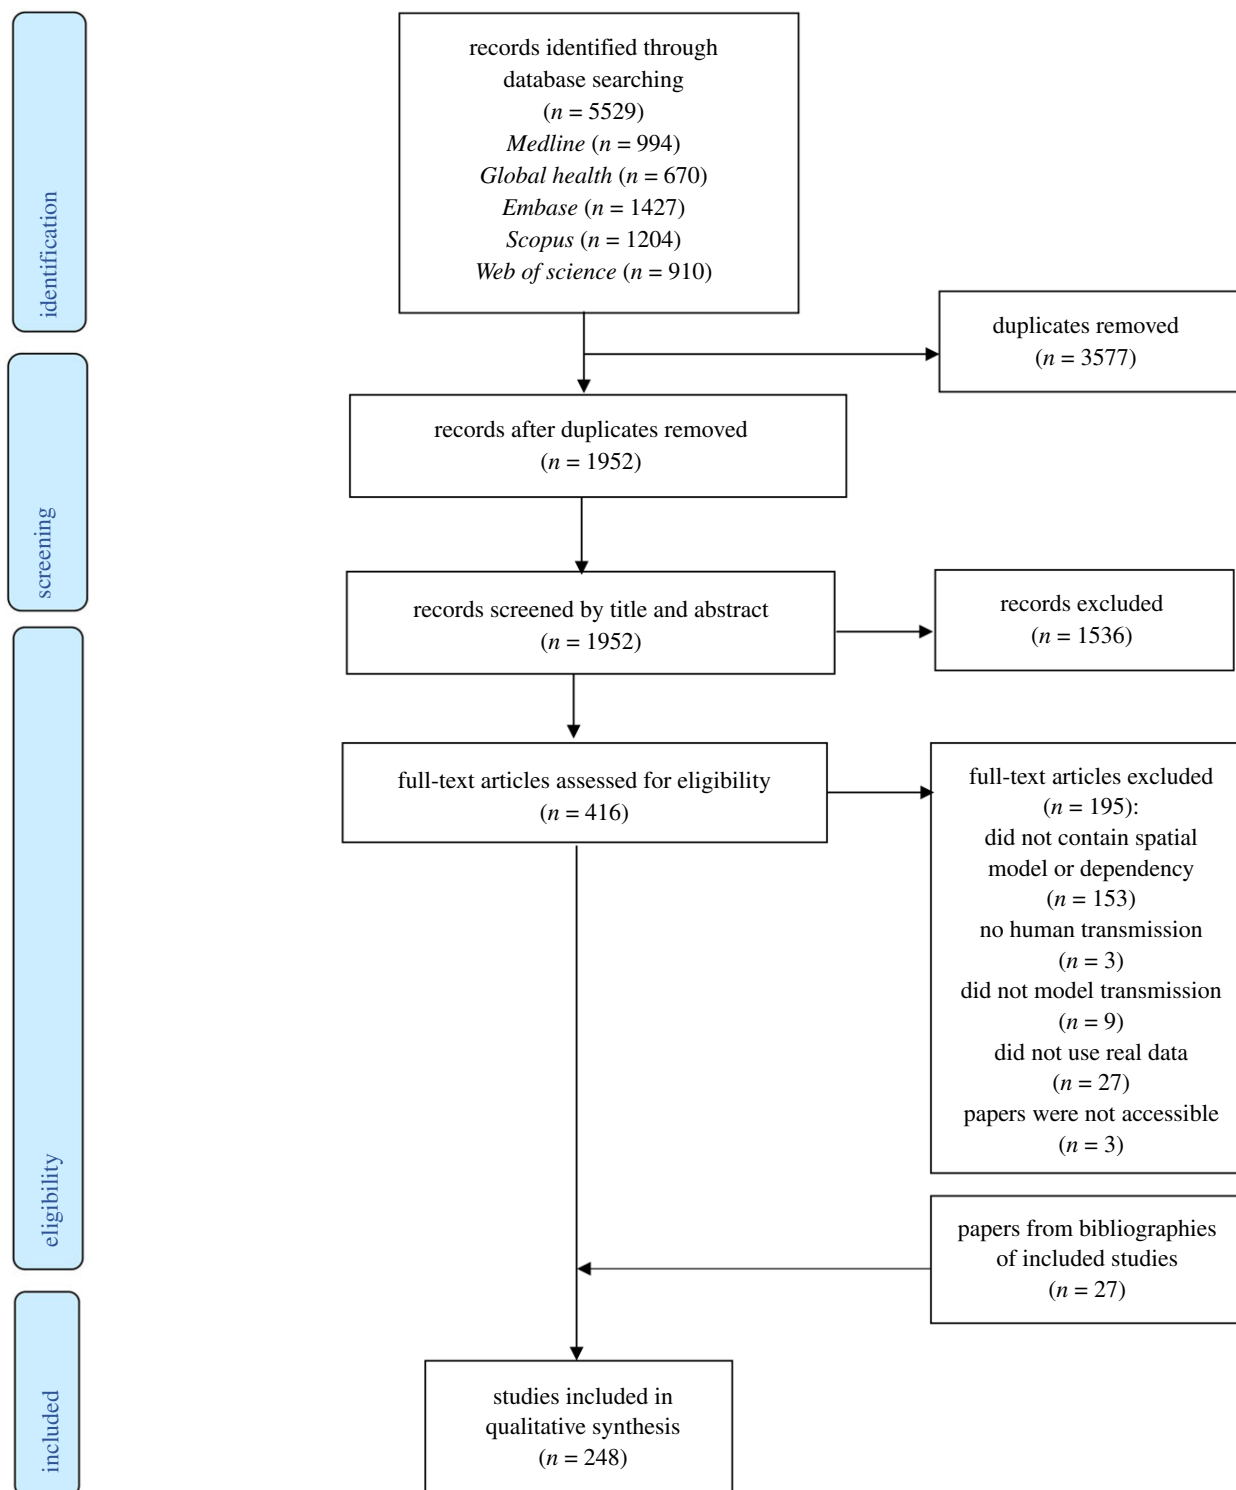 identification
records identified through
database searching
(n = 5529)
Medline (n = 994)
Global health (n = 670)
Embase (n = 1427)
Scopus (n = 1204)
Web of science (n = 910)
duplicates removed
(n = 3577)
screening
records after duplicates removed
(n = 1952)
records screened by title and abstract
(n = 1952)
records excluded
(n = 1536)
eligibility
full-text articles assessed for eligibility
(n = 416)
full-text articles excluded
(n = 195):
did not contain spatial
model or dependency
(n = 153)
no human transmission
(n = 3)
did not model transmission
(n = 9)
did not use real data
(n = 27)
papers were not accessible
(n = 3)
papers from bibliographies
of included studies
(n = 27)
included
studies included in
qualitative synthesis
(n = 248)